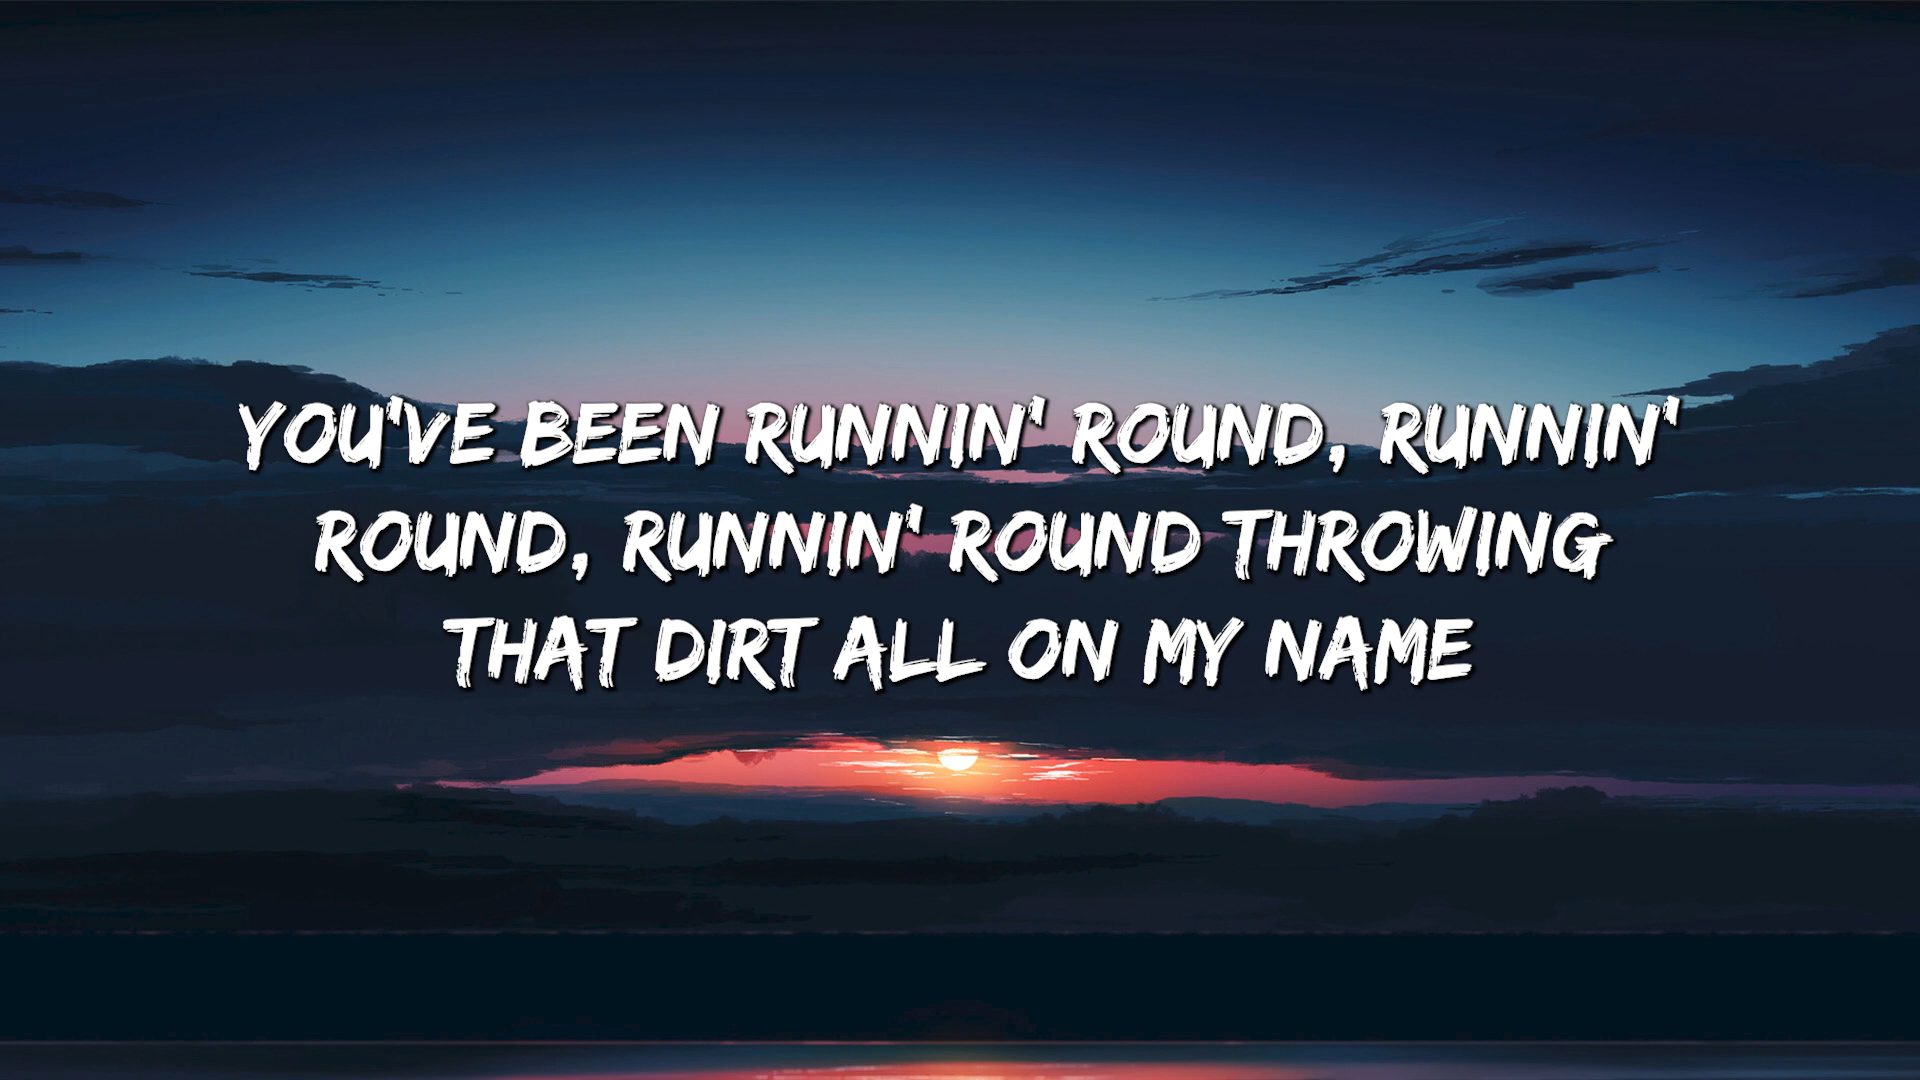 YOU'VE BEEN RUNNIN' ROUND, RUNNIN'
ROUND, RUNNIN' ROUND THROWING
THAT DIRT ALL ON MY NAME